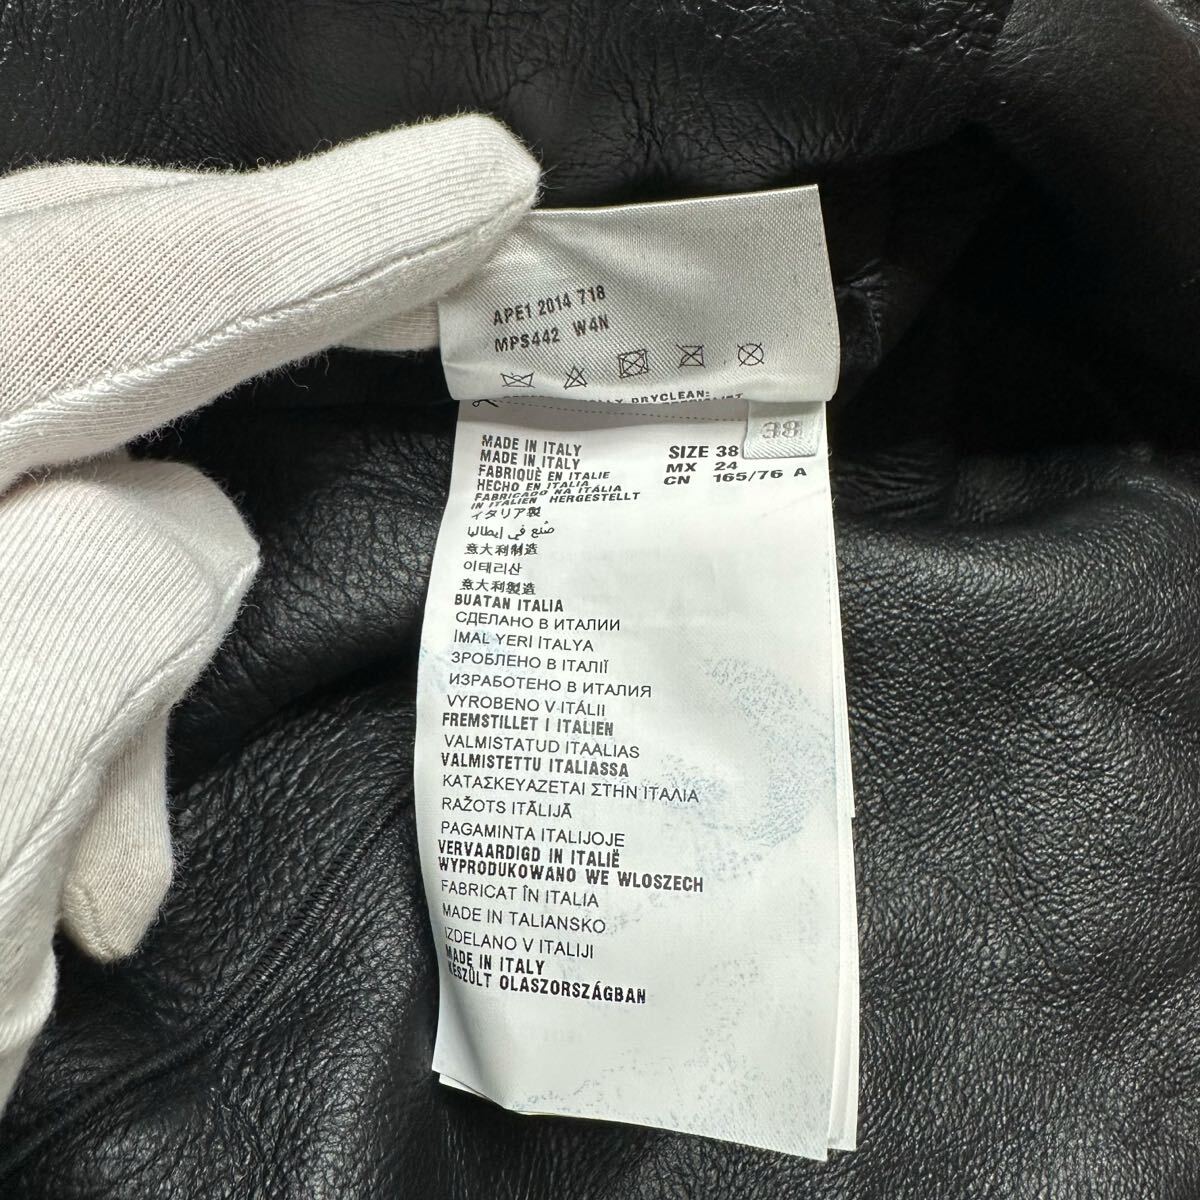 APE1 2014 718
MPS442 W4N
DRYCLEAN:
38
MADE IN ITALY
MADE IN ITALY
FABRIQUÈ EN ITALIE
HECHO EN ITALIA
FABRICADO NA ITÁLIA
IN ITALIEN HERGESTELLT
イタリア製
صُنع في إيطاليا
意大利制造
이태리산
意大利製造
BUATAN ITALIA
СДЕЛАНО В ИТАЛИИ
İMAL YERİ İTALYA
ЗРОБЛЕНО В ІТАЛІЇ
ИЗРАБОТЕНО В ИТАЛИЯ
VYROBENO V ITÁLII
FREMSTILLET I ITALIEN
VALMISTATUD ITAALIAS
VALMISTETTU ITALIASSA
ΚΑΤΑΣΚΕΥΑΖΕΤΑΙ ΣΤΗΝ ΙΤΑΛΙΑ
RAŽOTS ITĀLIJĀ
PAGAMINTA ITALIJOJE
VERVAARDIGD IN ITALIË
WYPRODUKOWANO WE WLOSZECH
FABRICAT ÎN ITALIA
MADE IN TALIANSKO
IZDELANO V ITALIJI
MADE IN ITALY
KÉSZÜLT OLASZORSZÁGBAN
SIZE 38
MX 24
CN 165/76 A